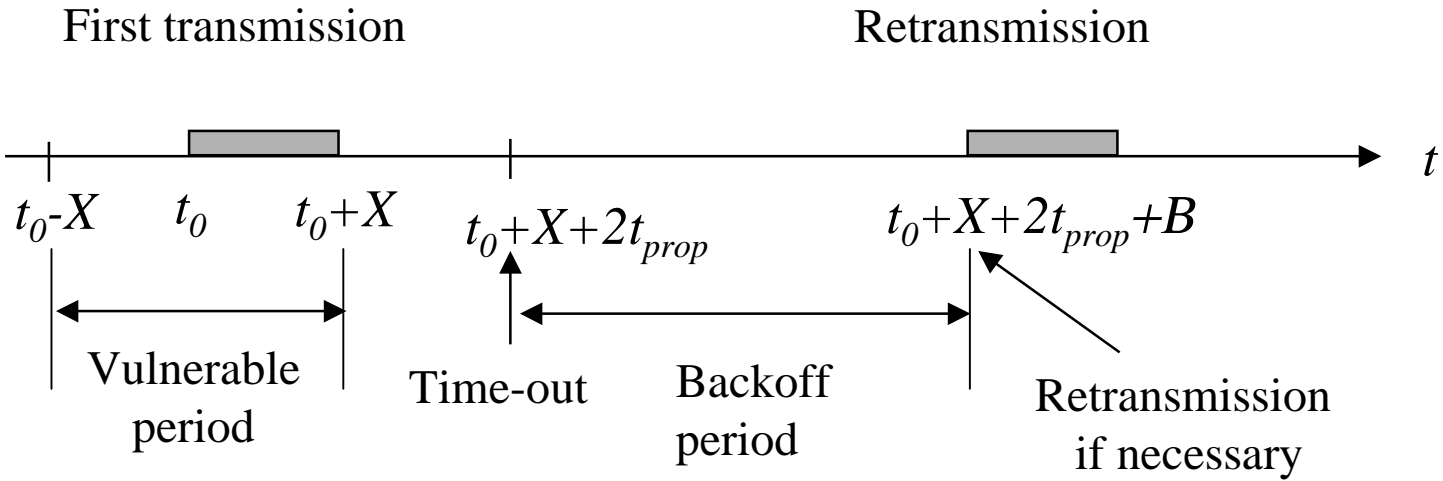 First transmission
Retransmission
t
t₀-X
t₀
t₀+X
t₀+X+2tₚᵣₒₚ
t₀+X+2tₚᵣₒₚ+B
Vulnerable
period
Time-out
Backoff
period
Retransmission
if necessary